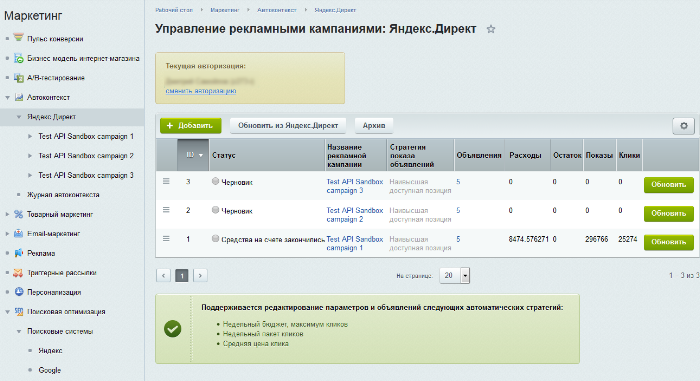 Маркетинг
Пульс конверсии
Бизнес модель интернет-магазина
A/B-тестирование
Автоконтекст
Яндекс.Директ
Test API Sandbox campaign 1
Test API Sandbox campaign 2
Test API Sandbox campaign 3
Журнал автоконтекста
Товарный маркетинг
Email-маркетинг
Реклама
Триггерные рассылки
Персонализация
Поисковая оптимизация
Поисковые системы
Яндекс
Google
Рабочий стол Маркетинг Автоконтекст Яндекс.Директ
Управление рекламными кампаниями: Яндекс.Директ
Текущая авторизация:
сменить авторизацию
+ Добавить Обновить из Яндекс.Директ Архив
ID Статус Название рекламной кампании Стратегия показа объявлений Объявления Расходы Остаток Показы Клики
3 Черновик Test API Sandbox campaign 3 Наивысшая доступная позиция 5 0 0 0 0 Обновить
2 Черновик Test API Sandbox campaign 2 Наивысшая доступная позиция 5 0 0 0 0 Обновить
1 Средства на счете закончились Test API Sandbox campaign 1 Наивысшая доступная позиция 5 8474.576271 0 296766 25274 Обновить
1 На странице: 20 1 - 3 из 3
Поддерживается редактирование параметров и объявлений следующих автоматических стратегий:
Недельный бюджет, максимум кликов
Недельный пакет кликов
Средняя цена клика